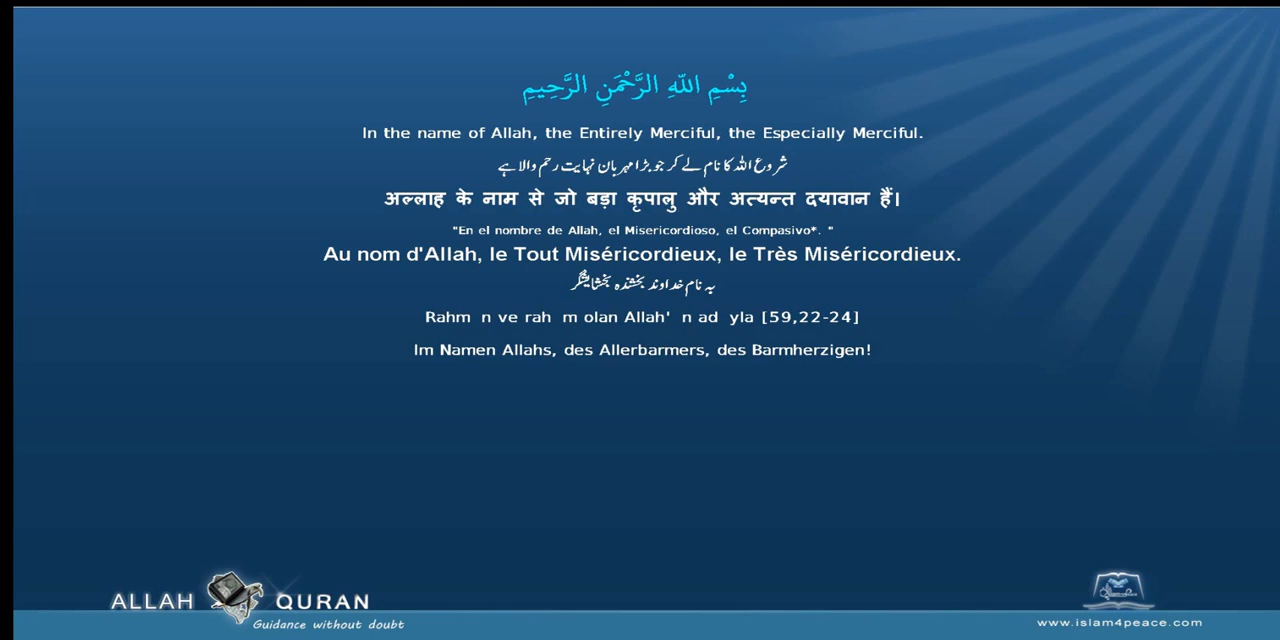 بِسْمِ اللَّهِ الرَّحْمَنِ الرَّحِيمِ
In the name of Allah, the Entirely Merciful, the Especially Merciful.
شروع الله کا نام لے کر جو بڑا مہربان نہایت رحم والا ہے
अल्लाह के नाम से जो बड़ा कृपालु और अत्यन्त दयावान हैं।
"En el nombre de Allah, el Misericordioso, el Compasivo*. "
Au nom d'Allah, le Tout Miséricordieux, le Très Miséricordieux.
به نام خداوند بخشنده بخشایشگر
Rahm n ve rah m olan Allah' n ad yla [59,22-24]
Im Namen Allahs, des Allerbarmers, des Barmherzigen!
ALLAH QURAN
Guidance without doubt
www.islam4peace.com